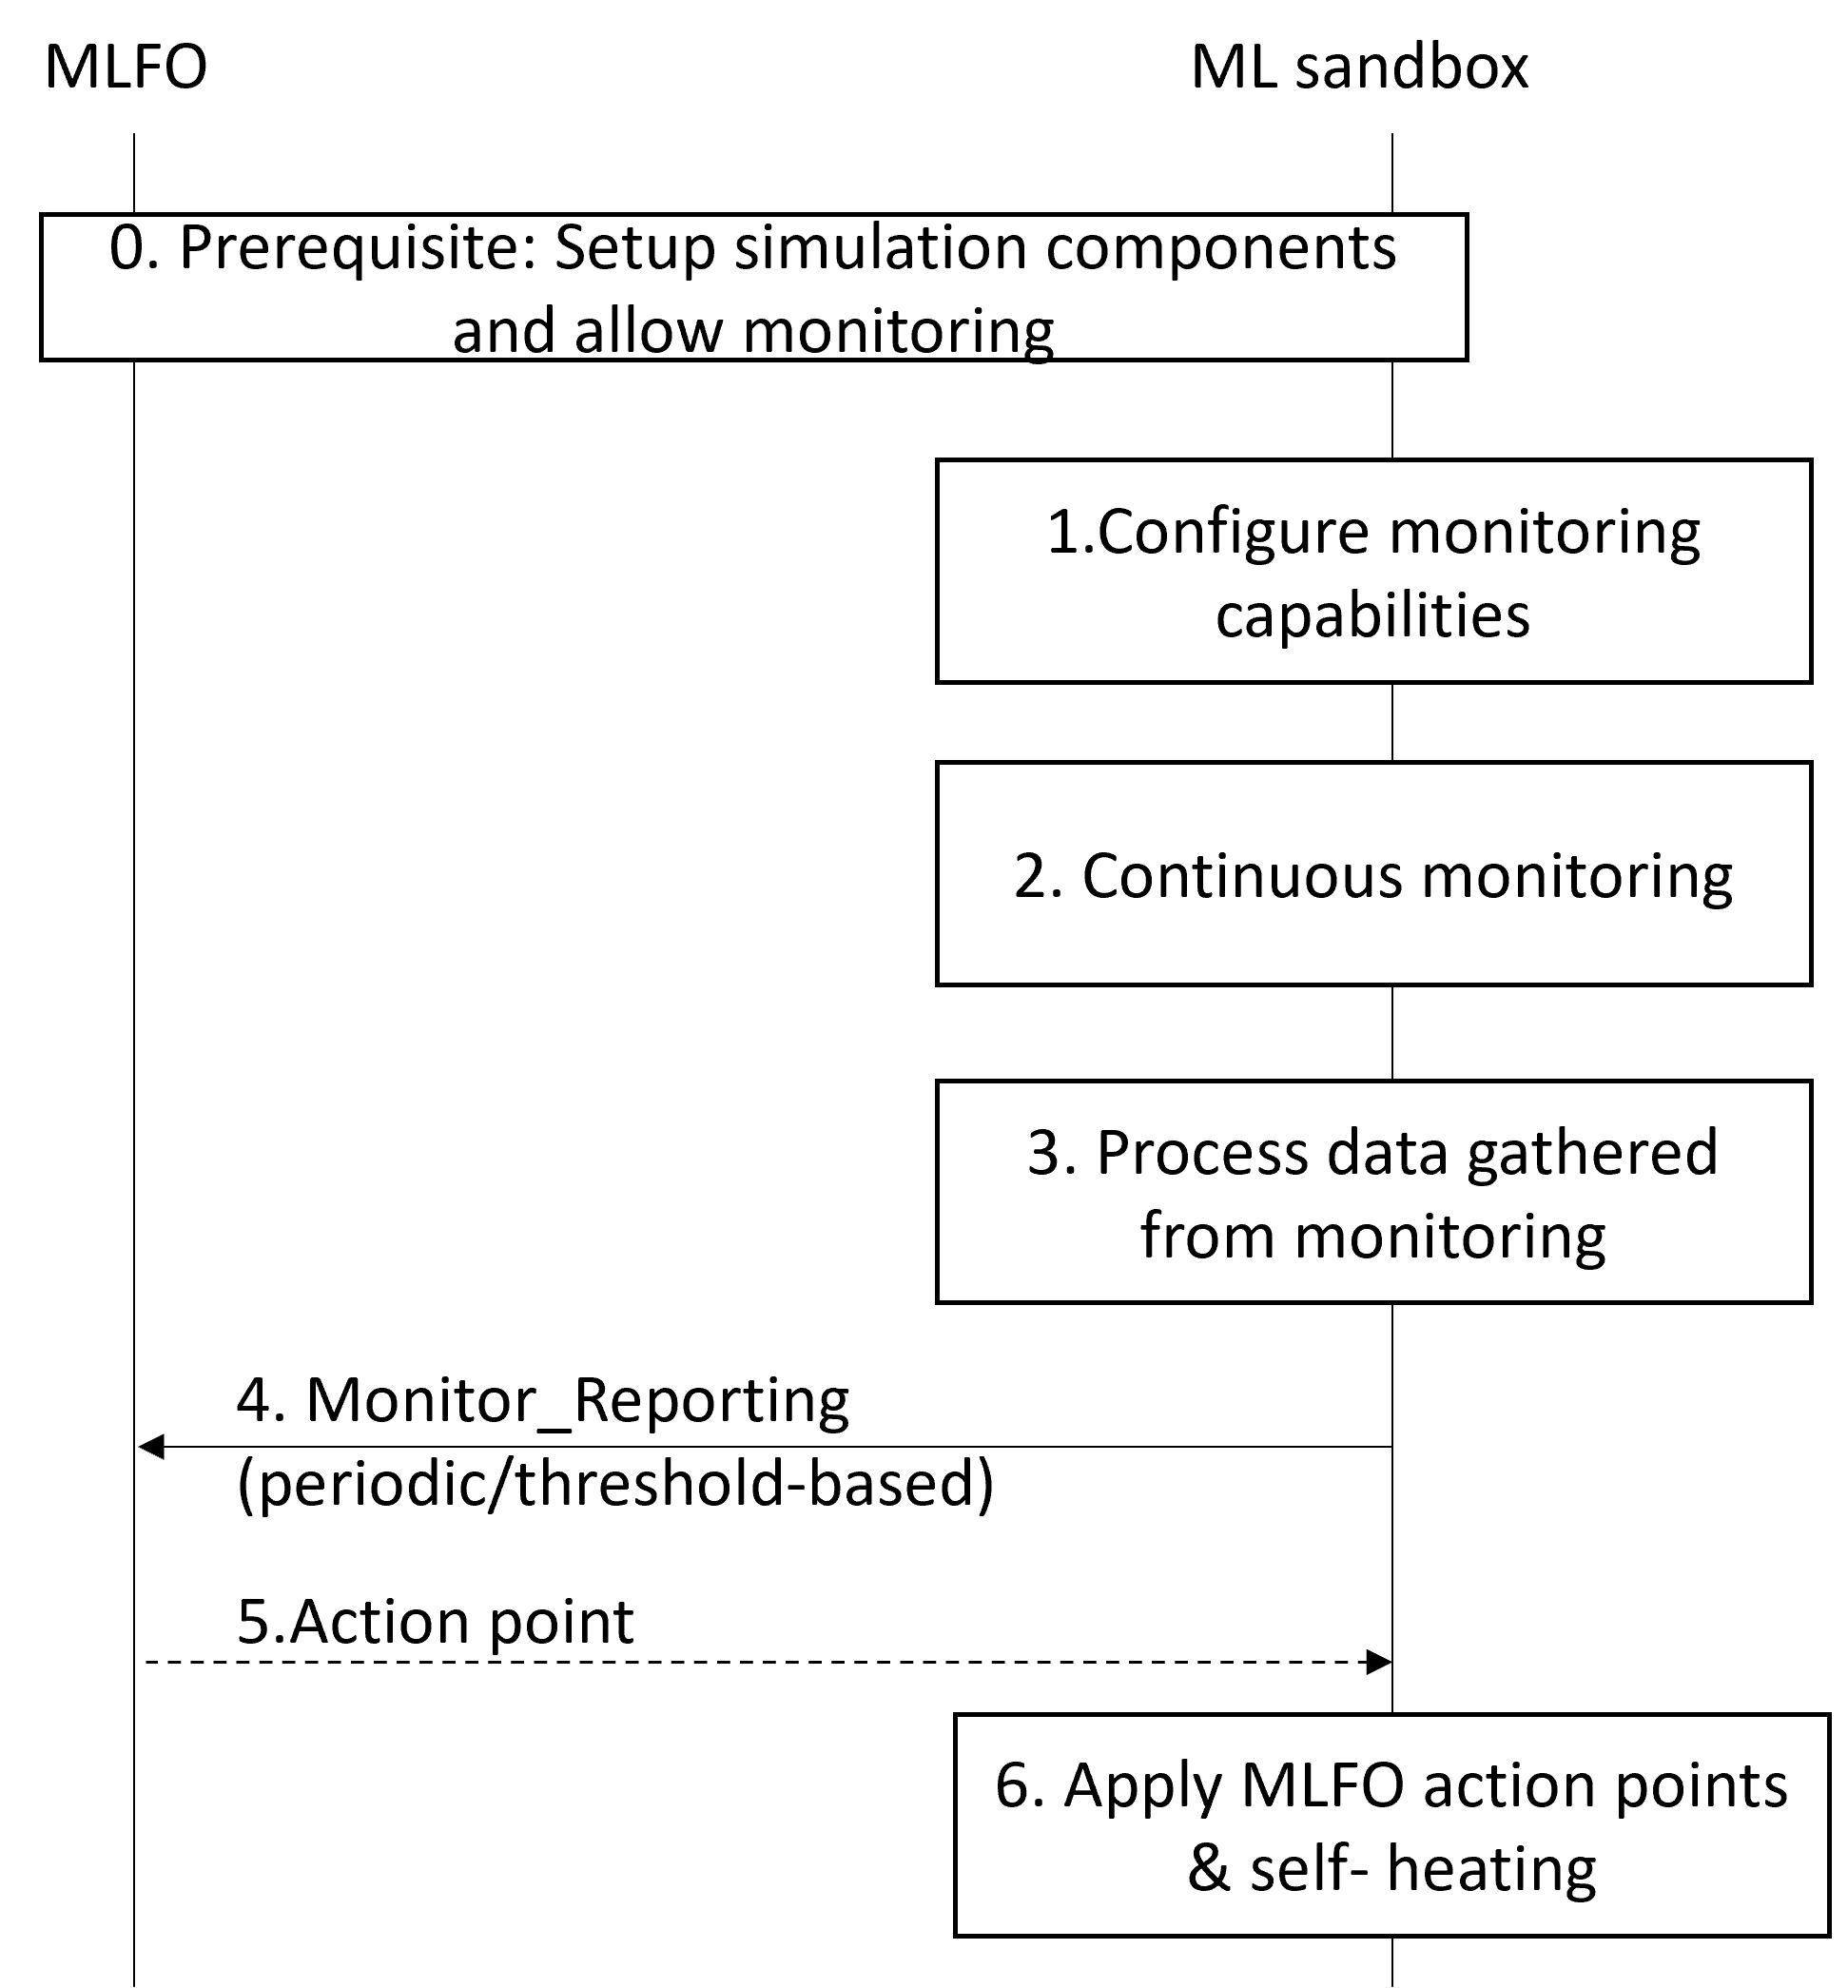 MLFO
ML sandbox
0. Prerequisite: Setup simulation components
and allow monitoring
1.Configure monitoring
capabilities
2. Continuous monitoring
3. Process data gathered
from monitoring
4. Monitor_Reporting
(periodic/threshold-based)
5.Action point
6. Apply MLFO action points
& self- heating